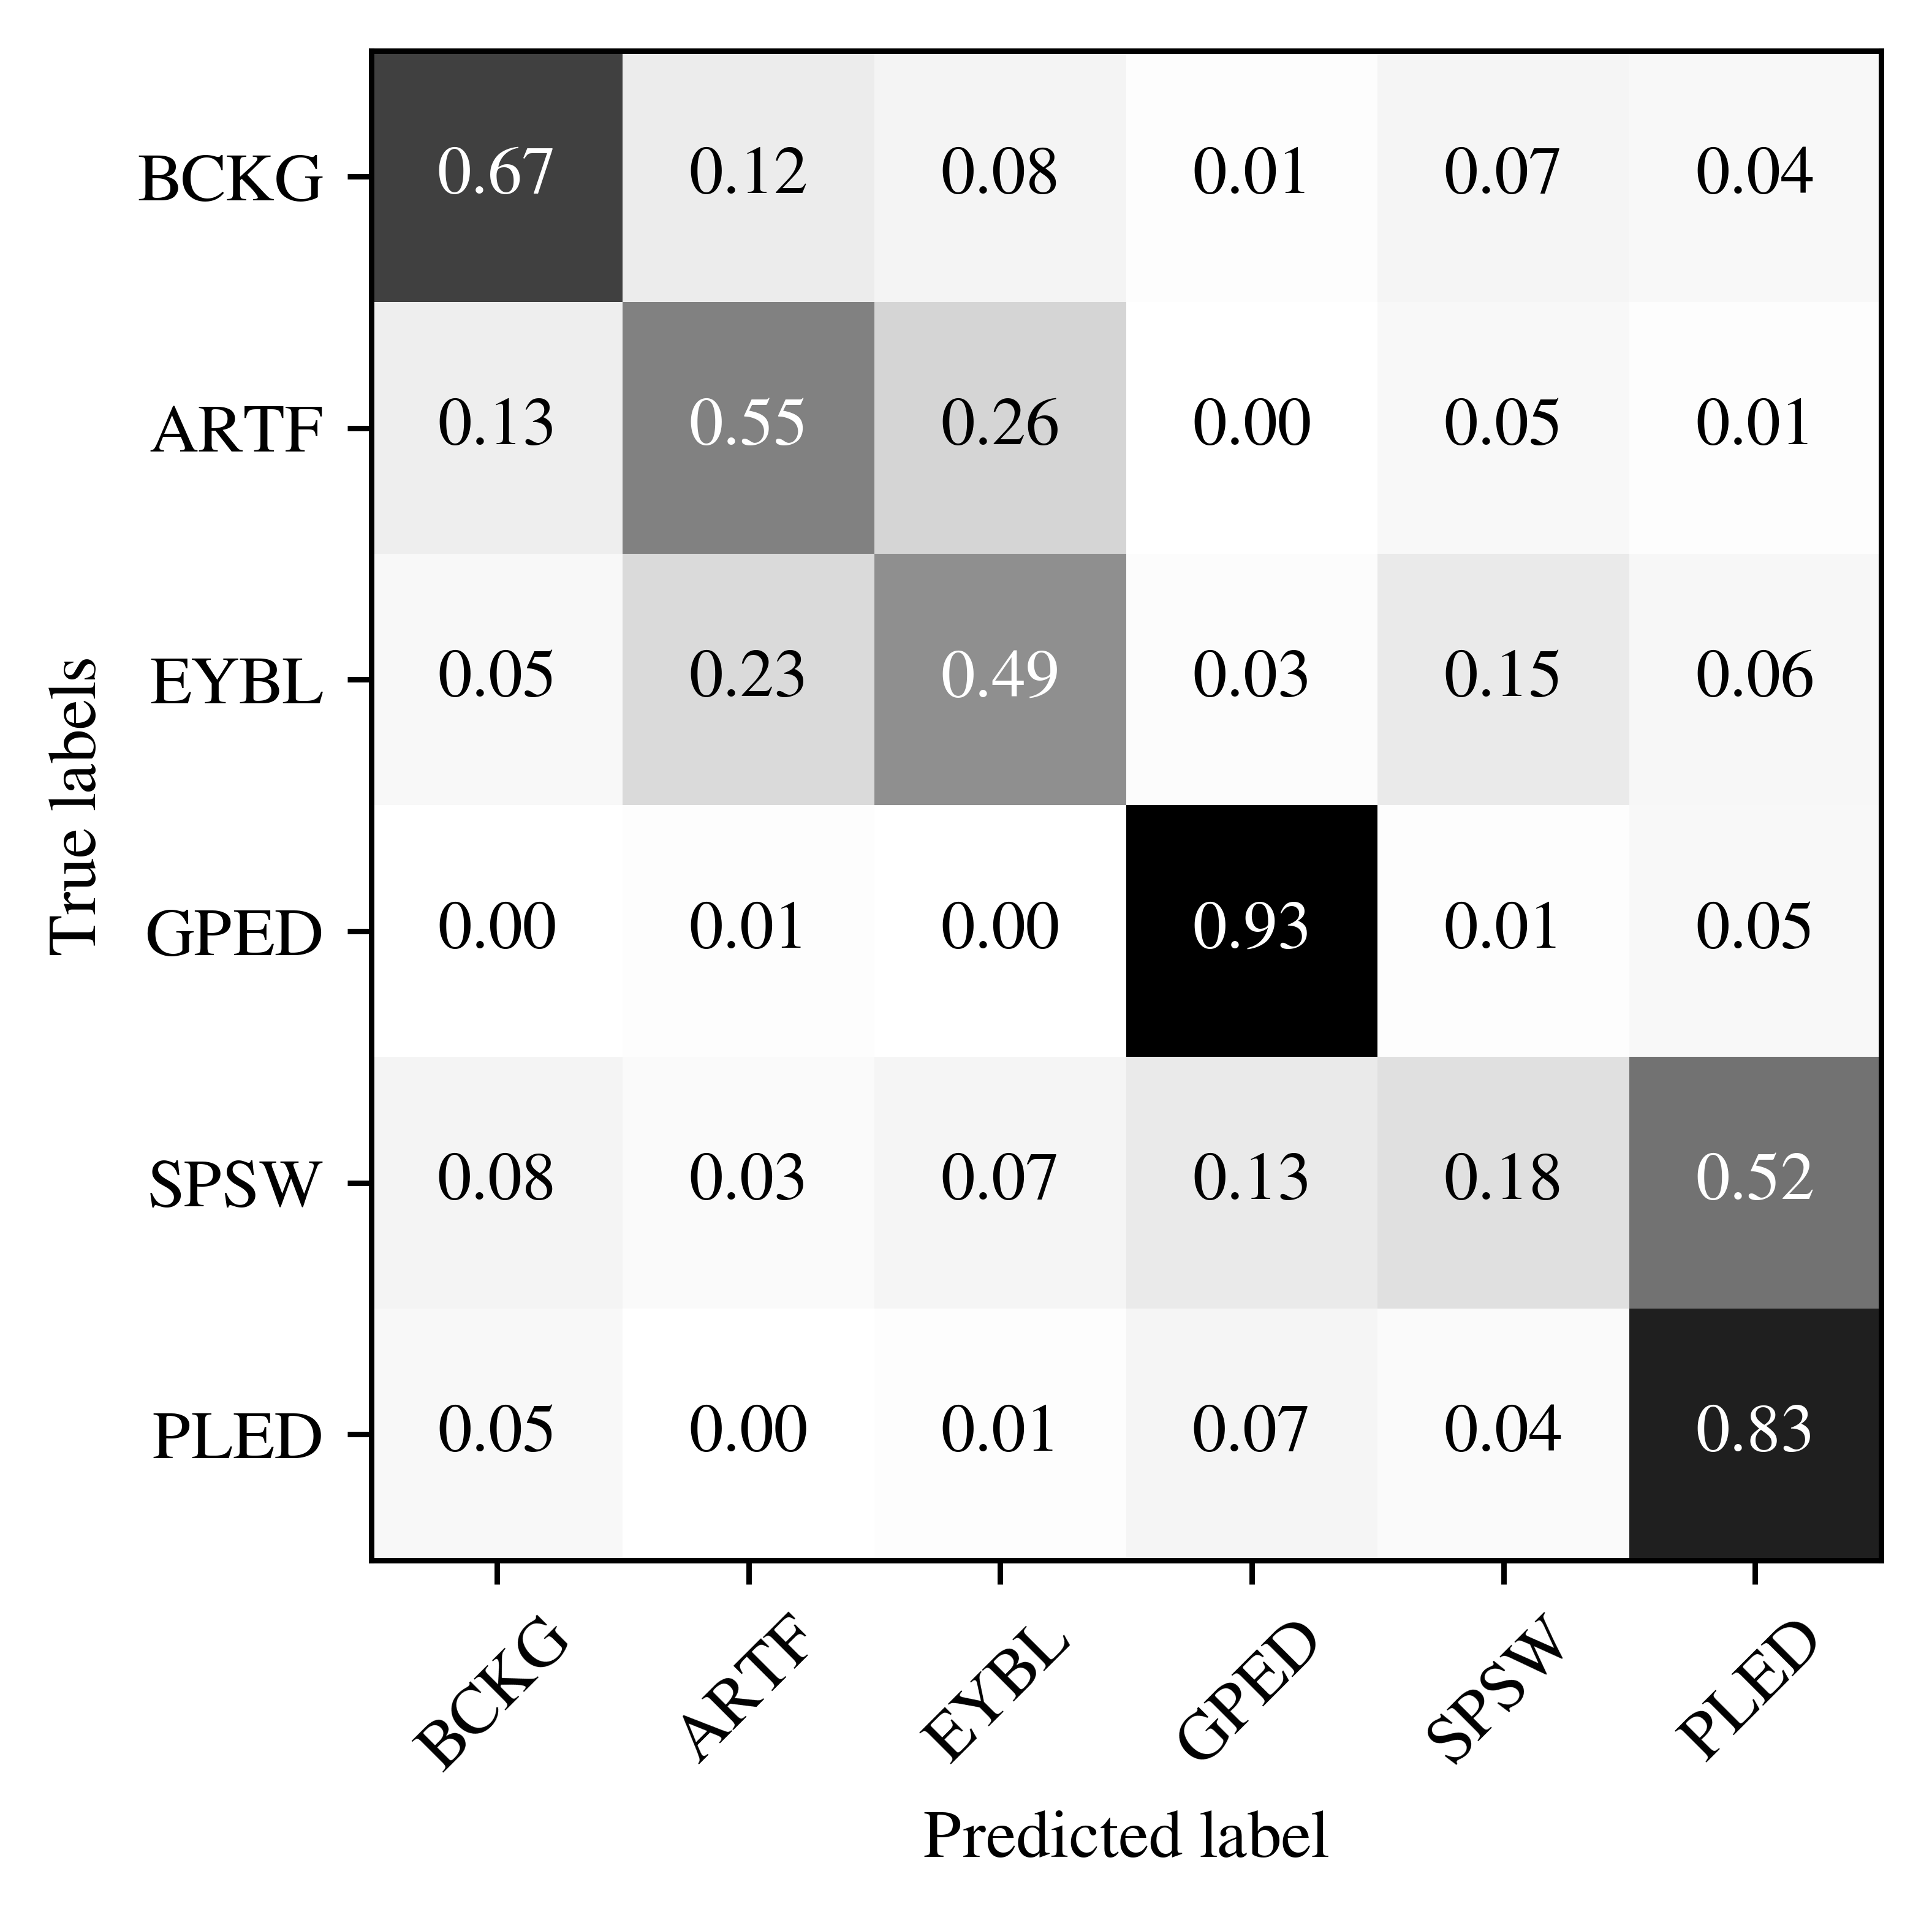 BCKG 0.67 0.12 0.08 0.01 0.07 0.04
ARTF 0.13 0.55 0.26 0.00 0.05 0.01
EYBL 0.05 0.23 0.49 0.03 0.15 0.06
GPED 0.00 0.01 0.00 0.93 0.01 0.05
SPSW 0.08 0.03 0.07 0.13 0.18 0.52
PLED 0.05 0.00 0.01 0.07 0.04 0.83
True labels
BCKG ARTF EYBL GPED SPSW PLED
Predicted label